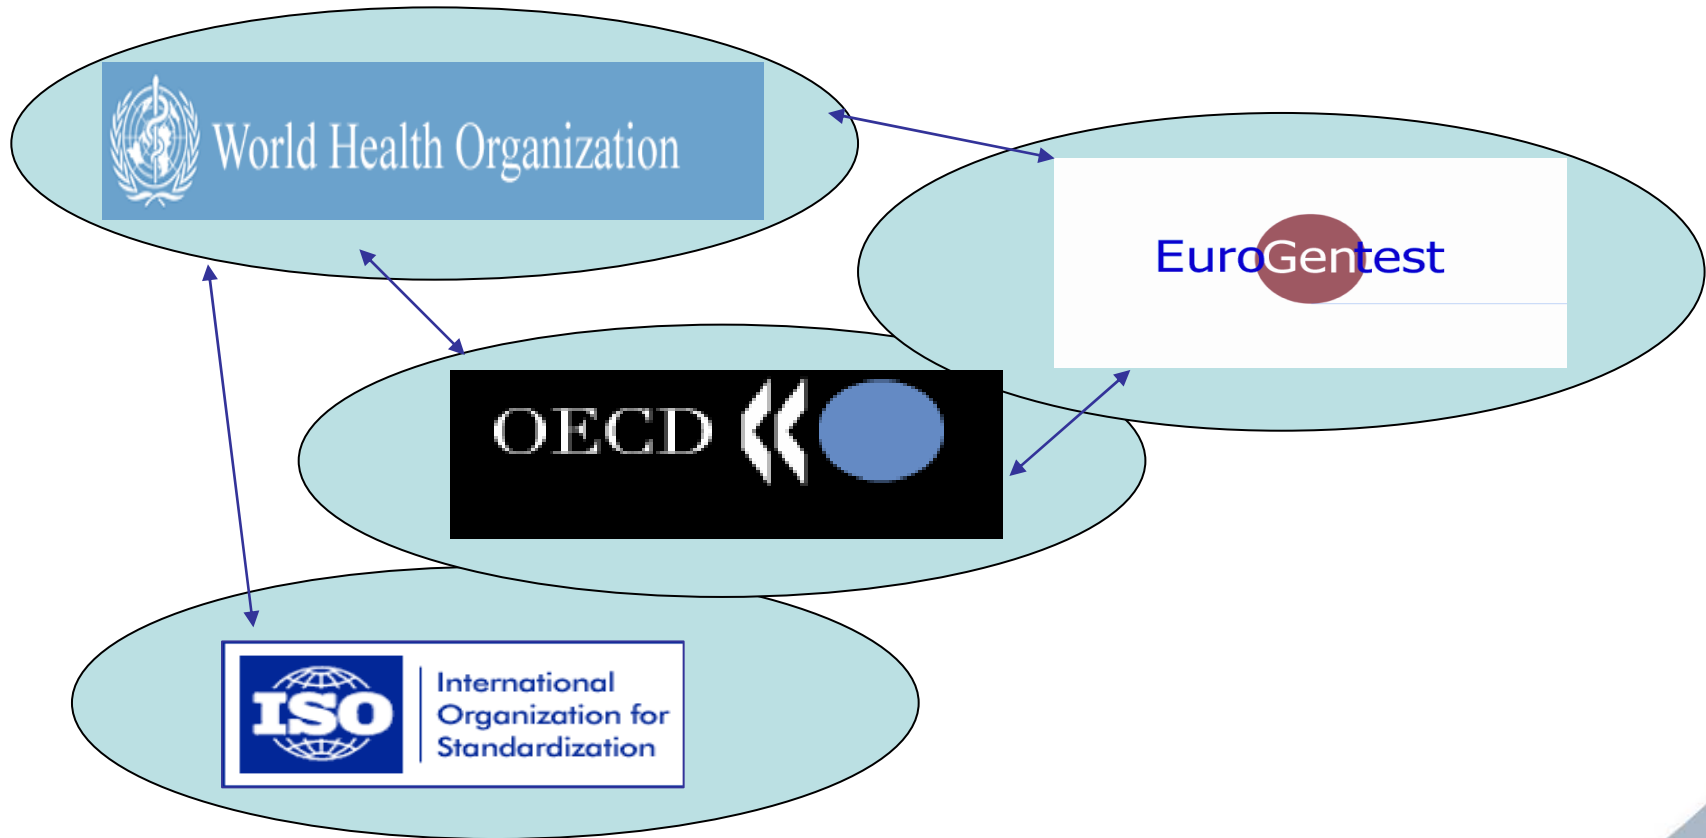 World Health Organization
EuroGentest
OECD
ISO
International
Organization for
Standardization